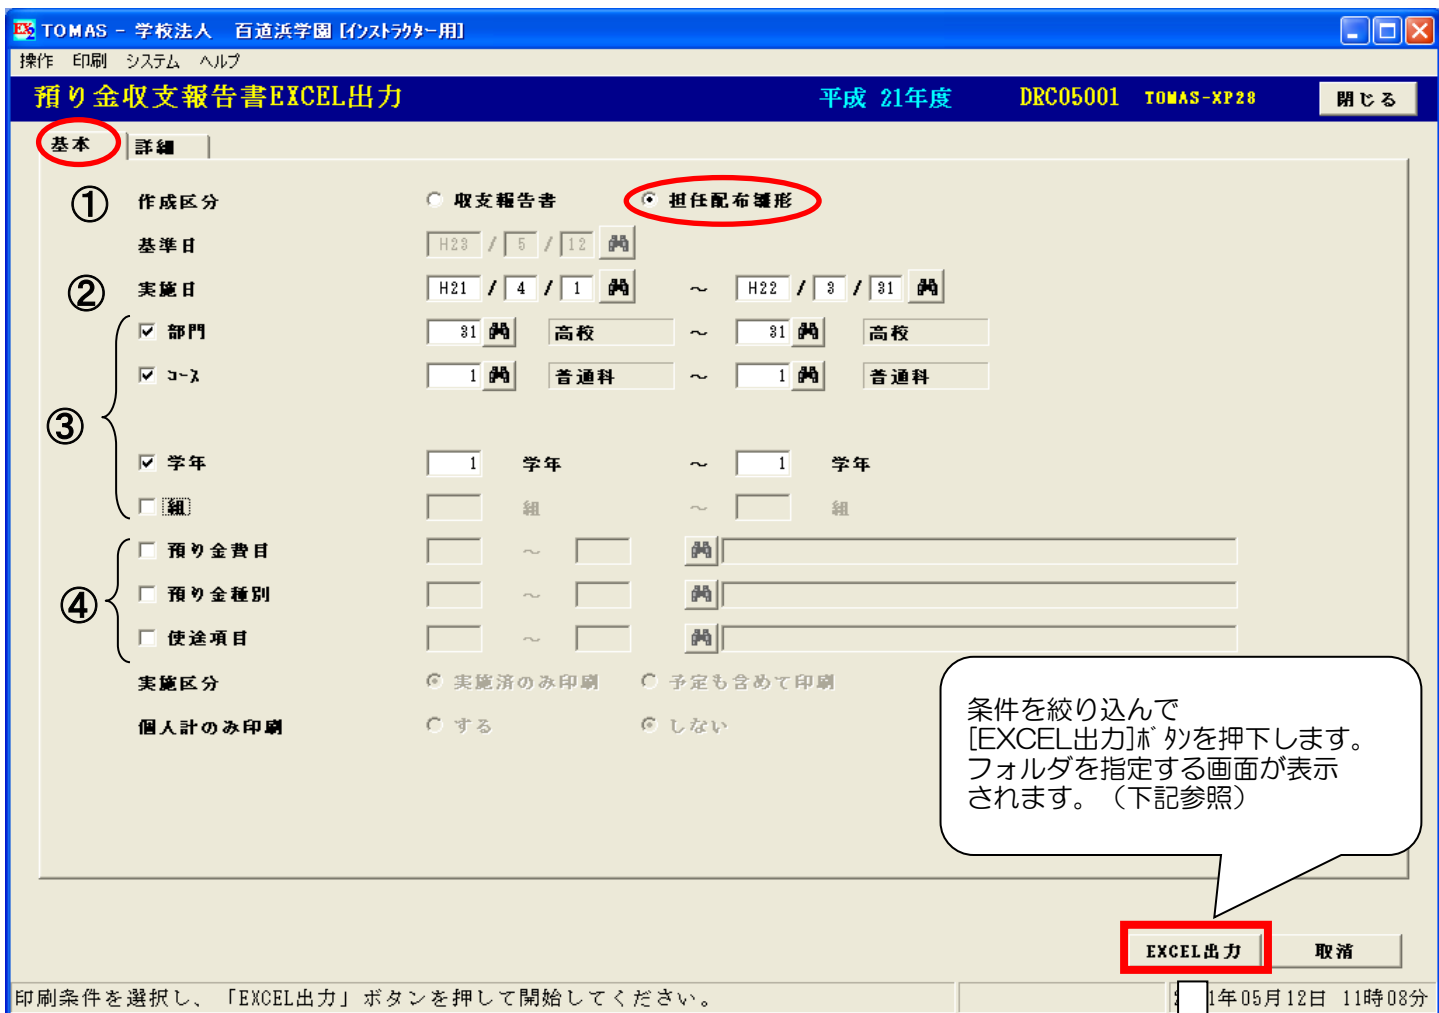 TOMAS - 学校法人　百道浜学園 [インストラクター用]
操作 印刷 システム ヘルプ
預り金収支報告書EXCEL出力 平成 21年度 DRC05001 TOMAS-XP28 閉じる
基本 詳細
① 作成区分 収支報告書 担任配布雛形
基準日 H23 / 5 / 12
② 実施日 H21 / 4 / 1 ～ H22 / 3 / 31
部門 31 高校 ～ 31 高校
コース 1 普通科 ～ 1 普通科
③
学年 1 学年 ～ 1 学年
組 組 ～ 組
預り金費目 ～
④ 預り金種別 ～
使途項目 ～
実施区分 実施済のみ印刷 予定も含めて印刷
個人計のみ印刷 する しない
条件を絞り込んで
[EXCEL出力]ﾎﾞﾀﾝを押下します。
フォルダを指定する画面が表示
されます。（下記参照）
EXCEL出力 取消
印刷条件を選択し、「EXCEL出力」ボタンを押して開始してください。 1年05月12日 11時08分